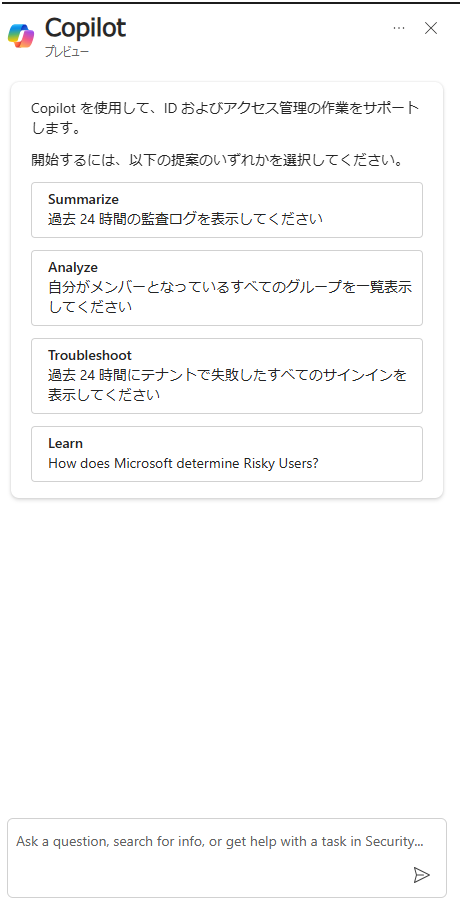 Copilot
プレビュー
Copilot を使用して、ID およびアクセス管理の作業をサポート
します。
開始するには、以下の提案のいずれかを選択してください。
Summarize
過去 24 時間の監査ログを表示してください
Analyze
自分がメンバーとなっているすべてのグループを一覧表示
してください
Troubleshoot
過去 24 時間にテナントで失敗したすべてのサインインを
表示してください
Learn
How does Microsoft determine Risky Users?
Ask a question, search for info, or get help with a task in Security...